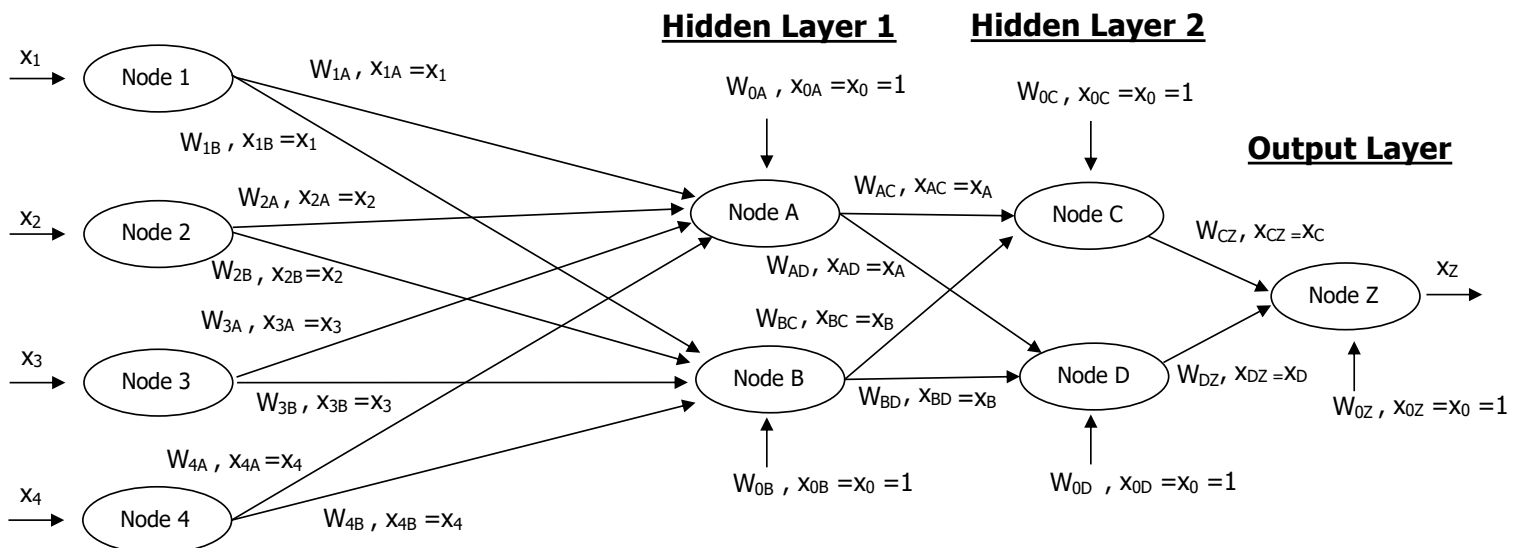 Hidden Layer 1
Hidden Layer 2
Output Layer
x1
Node 1
W1A , x1A =x1
W1B , x1B =x1
W0A , x0A =x0 =1
W0C , x0C =x0 =1
x2
Node 2
W2A , x2A =x2
W2B , x2B=x2
Node A
WAC, xAC =xA
Node C
WAD, xAD =xA
WCZ, xCZ =xC
Node Z
xZ
x3
Node 3
W3A , x3A =x3
W3B , x3B =x3
WBC, xBC =xB
Node B
WBD, xBD =xB
Node D
WDZ, xDZ =xD
W0Z , x0Z =x0 =1
x4
Node 4
W4A , x4A =x4
W4B , x4B =x4
W0B , x0B =x0 =1
W0D , x0D =x0 =1